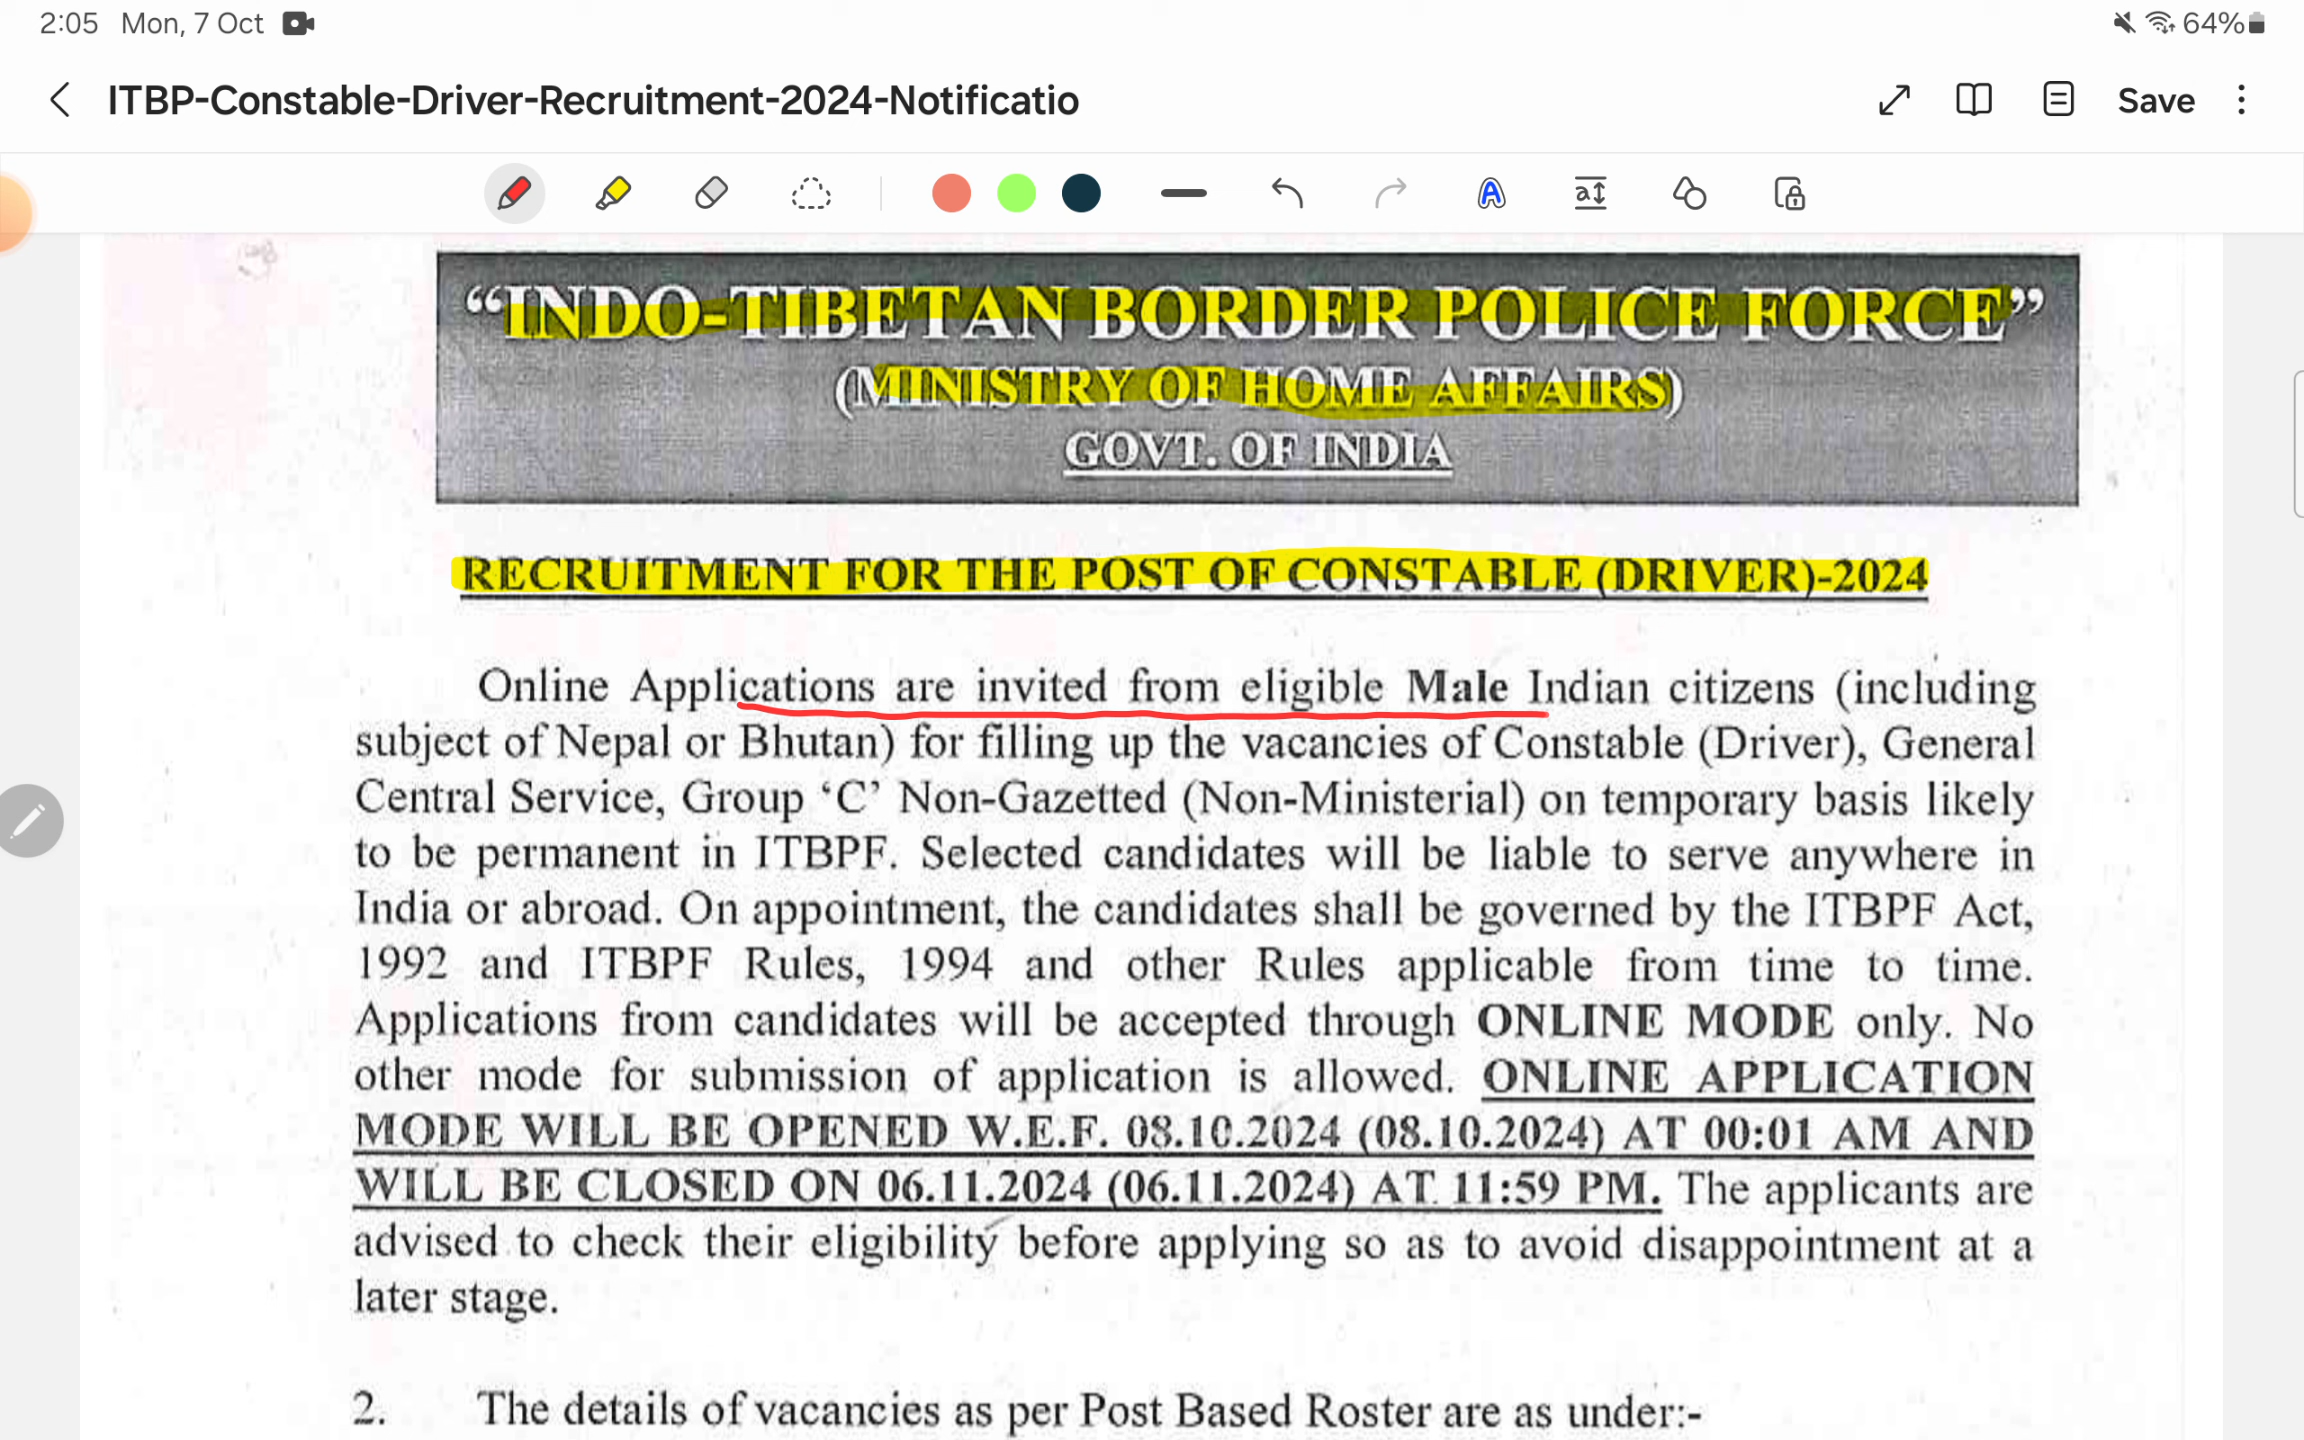 2:05 Mon, 7 Oct 64%
ITBP-Constable-Driver-Recruitment-2024-Notificatio Save
“INDO-TIBETAN BORDER POLICE FORCE”
(MINISTRY OF HOME AFFAIRS)
GOVT. OF INDIA
RECRUITMENT FOR THE POST OF CONSTABLE (DRIVER)-2024
Online Applications are invited from eligible Male Indian citizens (including
subject of Nepal or Bhutan) for filling up the vacancies of Constable (Driver), General
Central Service, Group ‘C’ Non-Gazetted (Non-Ministerial) on temporary basis likely
to be permanent in ITBPF. Selected candidates will be liable to serve anywhere in
India or abroad. On appointment, the candidates shall be governed by the ITBPF Act,
1992 and ITBPF Rules, 1994 and other Rules applicable from time to time.
Applications from candidates will be accepted through ONLINE MODE only. No
other mode for submission of application is allowed. ONLINE APPLICATION
MODE WILL BE OPENED W.E.F. 08.10.2024 (08.10.2024) AT 00:01 AM AND
WILL BE CLOSED ON 06.11.2024 (06.11.2024) AT 11:59 PM. The applicants are
advised to check their eligibility before applying so as to avoid disappointment at a
later stage.
2. The details of vacancies as per Post Based Roster are as under:-